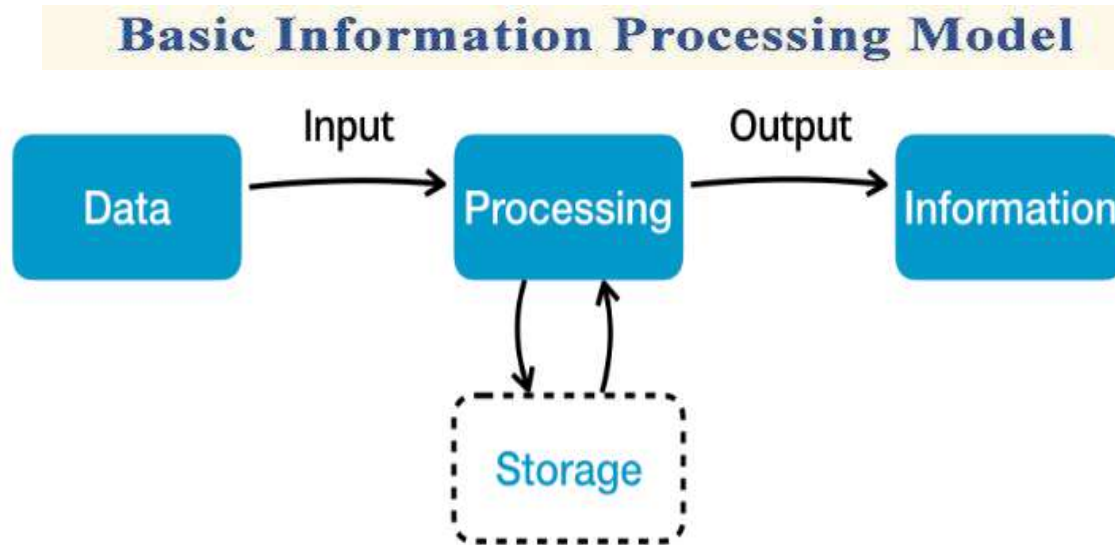 Basic Information Processing Model
Input
Output
Data
Processing
Information
Storage